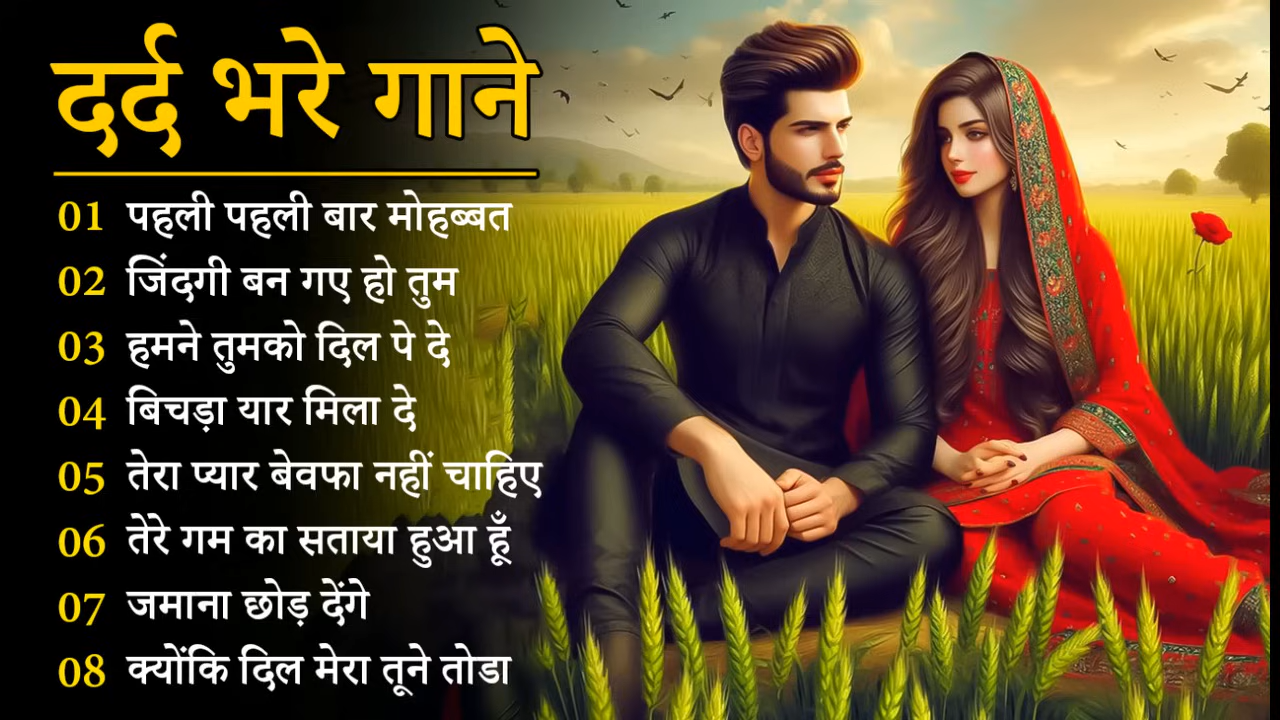 दर्द भरे गाने
01 पहली पहली बार मोहब्बत
02 जिंदगी बन गए हो तुम
03 हमने तुमको दिल पे दे
04 बिचड़ा यार मिला दे
05 तेरा प्यार बेवफा नहीं चाहिए
06 तेरे गम का सताया हुआ हूँ
07 जमाना छोड़ देंगे
08 क्योंकि दिल मेरा तूने तोडा